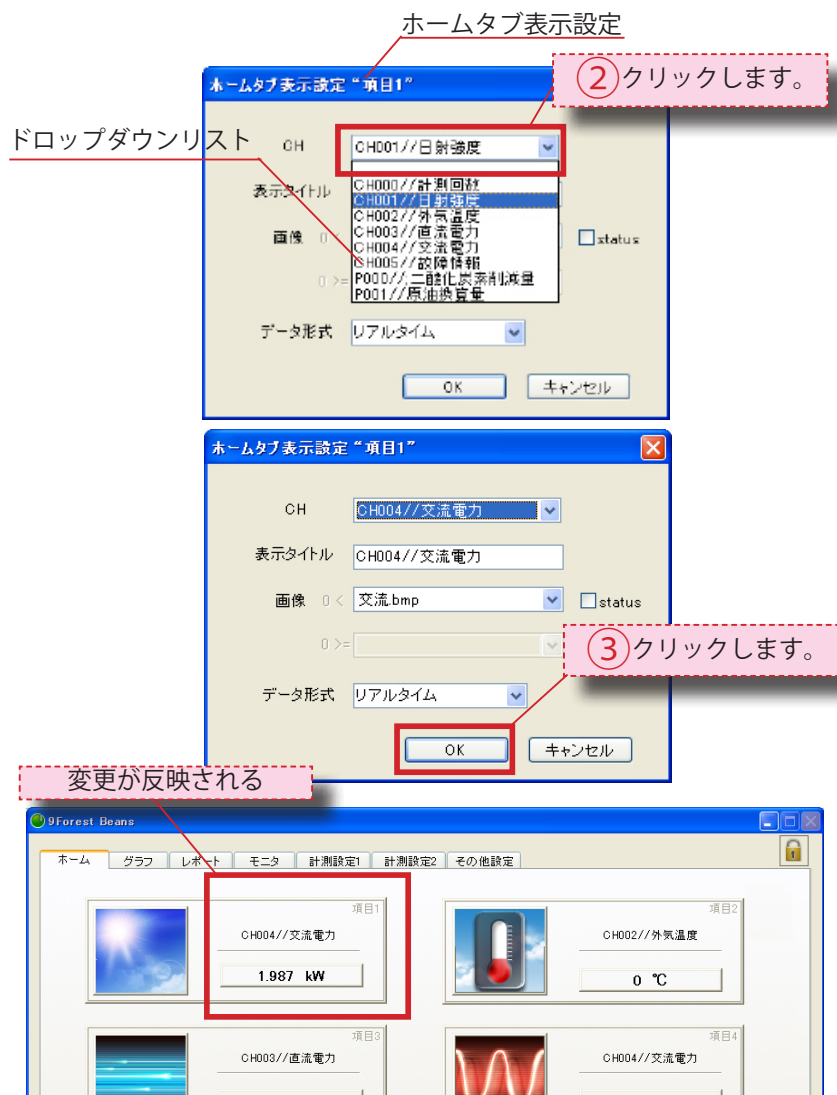 ホームタブ表示設定
ホームタブ表示設定 “項目1”
②クリックします。
ドロップダウンリスト
CH
CH001//日射強度
CH000//計測回数
CH001//日射強度
CH002//外気温度
CH003//直流電力
CH004//交流電力
CH005//故障情報
P000//二酸化炭素削減量
P001//原油換算量
表示タイトル
画像 0 <
status
0 >=
データ形式 リアルタイム
OK キャンセル
ホームタブ表示設定 “項目1”
CH CH004//交流電力
表示タイトル CH004//交流電力
画像 0 < 交流.bmp status
0 >=
③クリックします。
データ形式 リアルタイム
OK キャンセル
変更が反映される
9Forest Beans
ホーム グラフ レポート モニタ 計測設定1 計測設定2 その他設定
項目1
CH004//交流電力
1.987 kW
項目2
CH002//外気温度
0 ℃
項目3
CH003//直流電力
項目4
CH004//交流電力